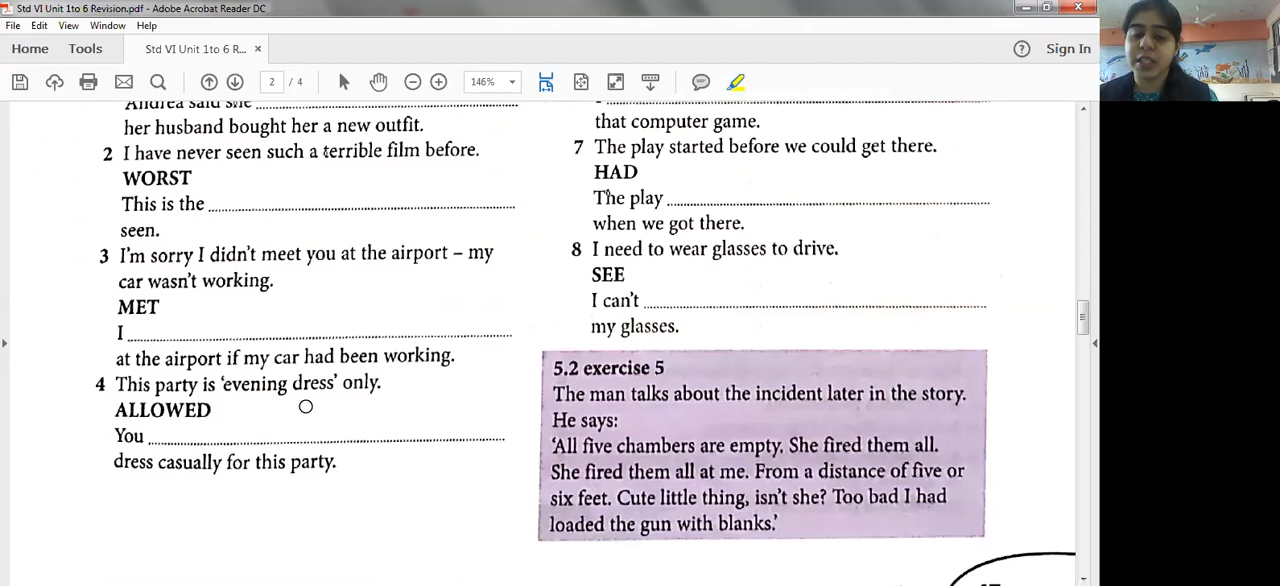 Std VI Unit 1to 6 Revision.pdf - Adobe Acrobat Reader DC
File Edit View Window Help
Home Tools Std VI Unit 1to 6 R... × ? Sign In
2 / 4 146%
Andrea said she
her husband bought her a new outfit.
2 I have never seen such a terrible film before.
WORST
This is the
seen.
3 I'm sorry I didn't meet you at the airport – my
car wasn't working.
MET
I
at the airport if my car had been working.
4 This party is 'evening dress' only.
ALLOWED
You
dress casually for this party.
that computer game.
7 The play started before we could get there.
HAD
The play
when we got there.
8 I need to wear glasses to drive.
SEE
I can't
my glasses.
5.2 exercise 5
The man talks about the incident later in the story.
He says:
'All five chambers are empty. She fired them all.
She fired them all at me. From a distance of five or
six feet. Cute little thing, isn't she? Too bad I had
loaded the gun with blanks.'